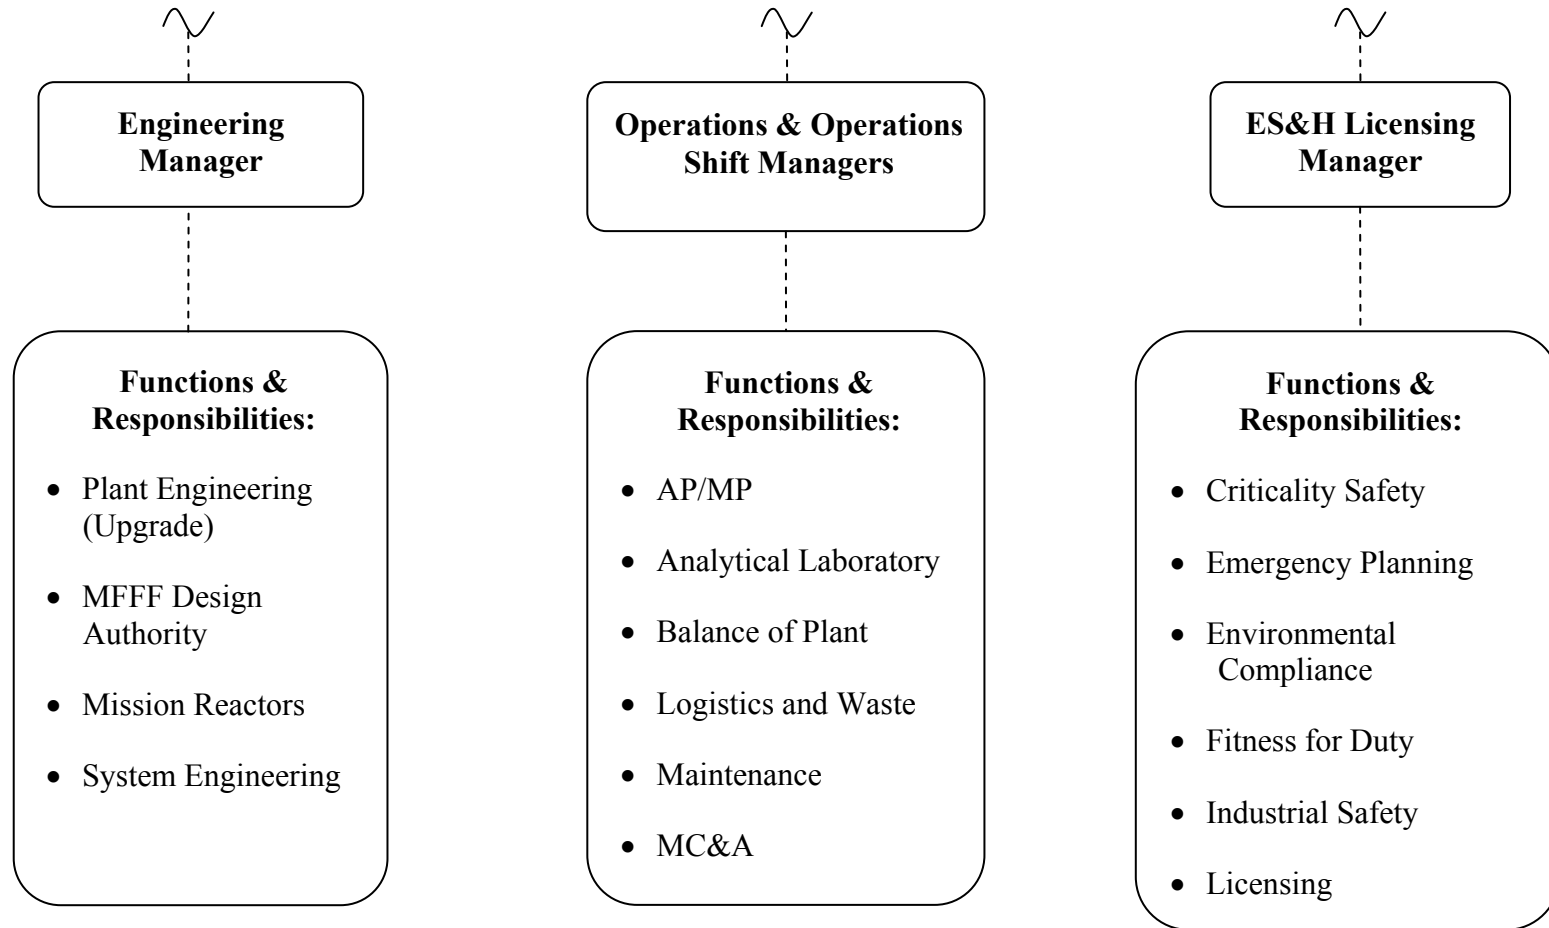 Engineering
Manager
Operations & Operations
Shift Managers
ES&H Licensing
Manager
Functions &
Responsibilities:
• Plant Engineering
(Upgrade)
• MFFF Design
Authority
• Mission Reactors
• System Engineering
Functions &
Responsibilities:
• AP/MP
• Analytical Laboratory
• Balance of Plant
• Logistics and Waste
• Maintenance
• MC&A
Functions &
Responsibilities:
• Criticality Safety
• Emergency Planning
• Environmental
Compliance
• Fitness for Duty
• Industrial Safety
• Licensing